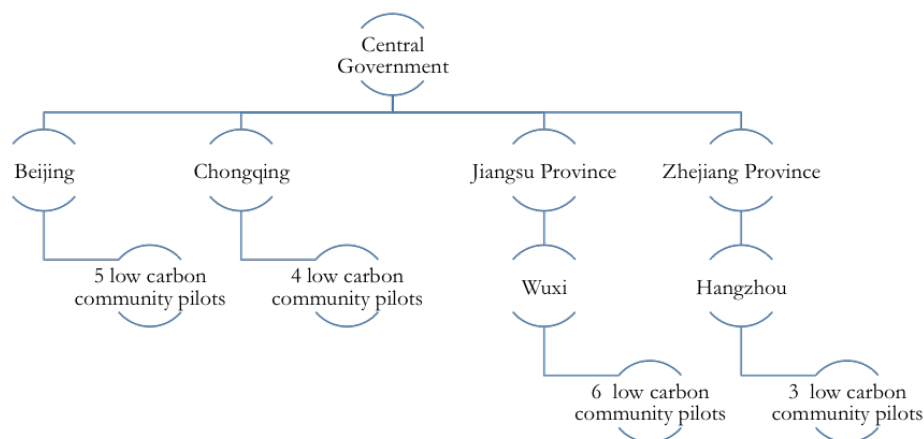 Central
Government
Beijing
Chongqing
Jiangsu Province
Zhejiang Province
5 low carbon
community pilots
4 low carbon
community pilots
Wuxi
Hangzhou
6 low carbon
community pilots
3 low carbon
community pilots